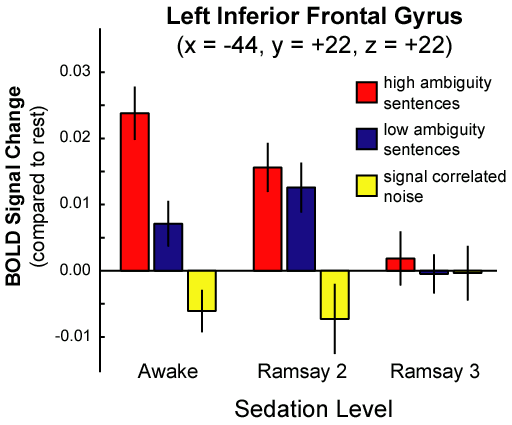 Left Inferior Frontal Gyrus
(x = -44, y = +22, z = +22)
BOLD Signal Change
(compared to rest)
0.03
0.02
0.01
0.00
-0.01
high ambiguity
sentences
low ambiguity
sentences
signal correlated
noise
Awake
Ramsay 2
Ramsay 3
Sedation Level